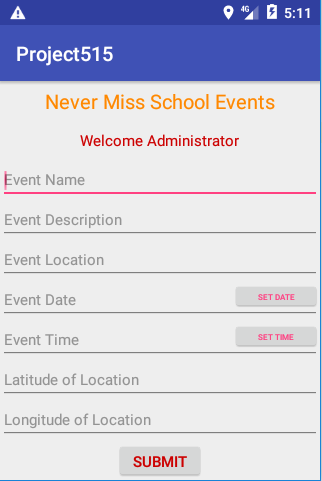 4G 5:11
Project515
Never Miss School Events
Welcome Administrator
Event Name
Event Description
Event Location
Event Date SET DATE
Event Time SET TIME
Latitude of Location
Longitude of Location
SUBMIT